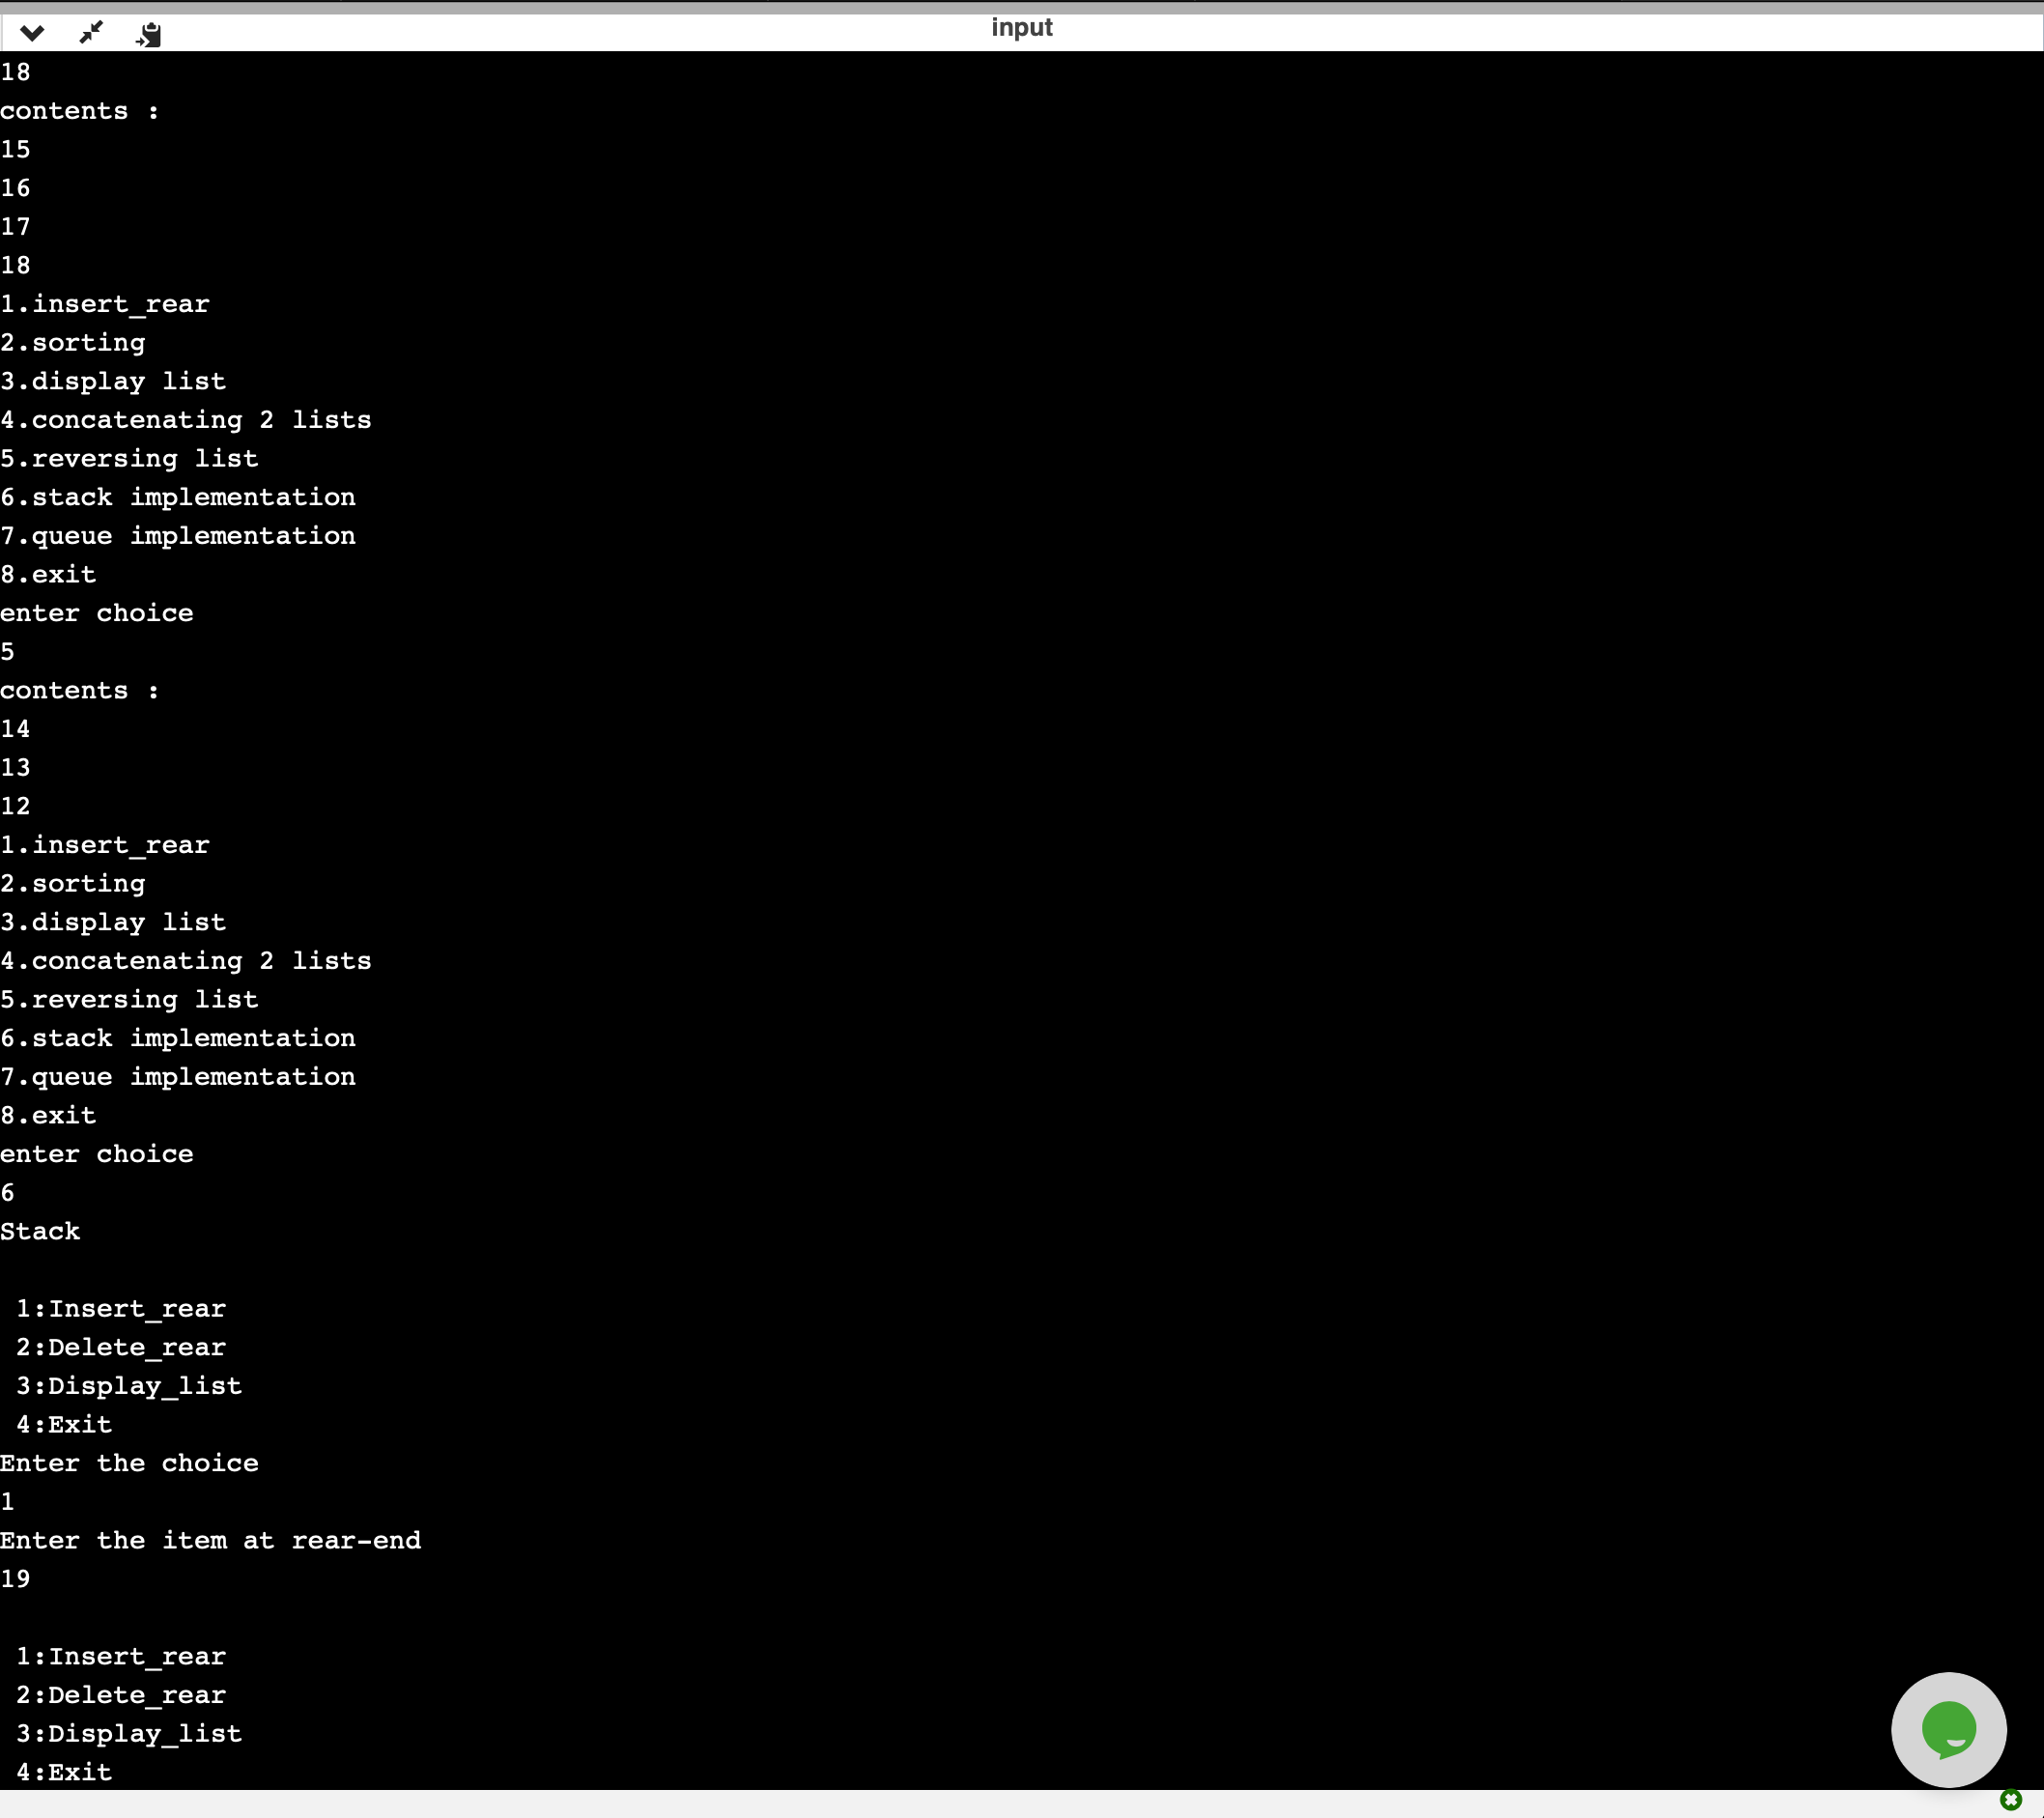 input
18
contents :
15
16
17
18
1.insert_rear
2.sorting
3.display list
4.concatenating 2 lists
5.reversing list
6.stack implementation
7.queue implementation
8.exit
enter choice
5
contents :
14
13
12
1.insert_rear
2.sorting
3.display list
4.concatenating 2 lists
5.reversing list
6.stack implementation
7.queue implementation
8.exit
enter choice
6
Stack
1:Insert_rear
2:Delete_rear
3:Display_list
4:Exit
Enter the choice
1
Enter the item at rear-end
19
1:Insert_rear
2:Delete_rear
3:Display_list
4:Exit